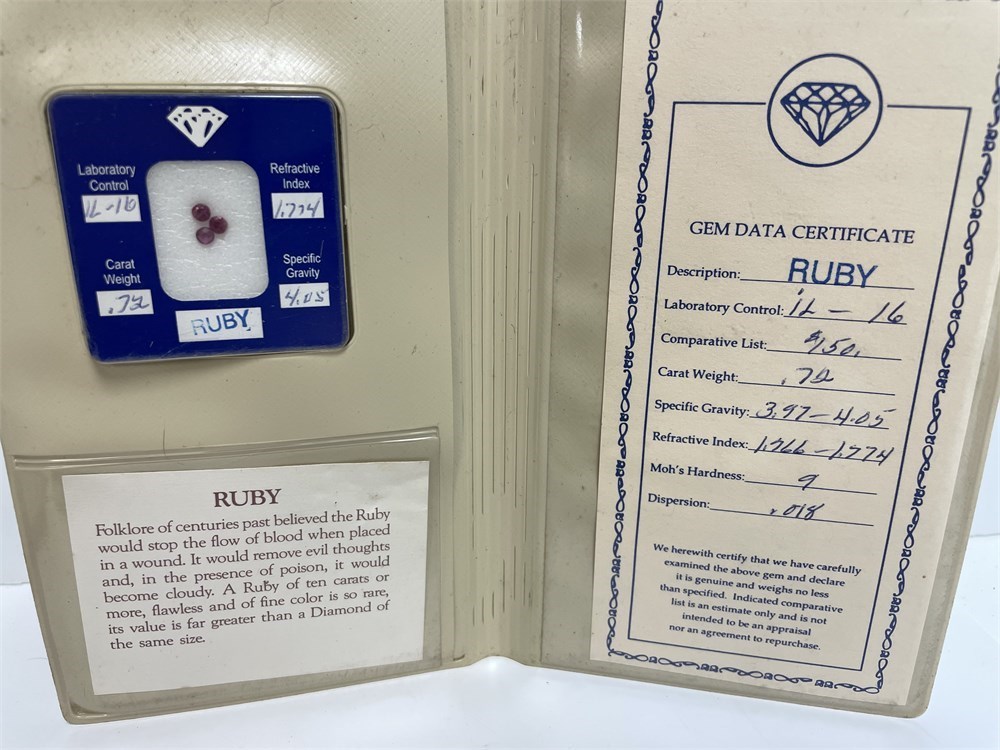 Laboratory
Control
IL-16
Refractive
Index
1.774
Carat
Weight
.72
Specific
Gravity
4.05
RUBY
RUBY
Folklore of centuries past believed the Ruby
would stop the flow of blood when placed
in a wound. It would remove evil thoughts
and, in the presence of poison, it would
become cloudy. A Ruby of ten carats or
more, flawless and of fine color is so rare,
its value is far greater than a Diamond of
the same size.
GEM DATA CERTIFICATE
Description: RUBY
Laboratory Control: IL - 16
Comparative List: $150.
Carat Weight: .72
Specific Gravity: 3.97-4.05
Refractive Index: 1.766-1.774
Moh's Hardness: 9
Dispersion: .018
We herewith certify that we have carefully
examined the above gem and declare
it is genuine and weighs no less
than specified. Indicated comparative
list is an estimate only and is not
intended to be an appraisal
nor an agreement to repurchase.